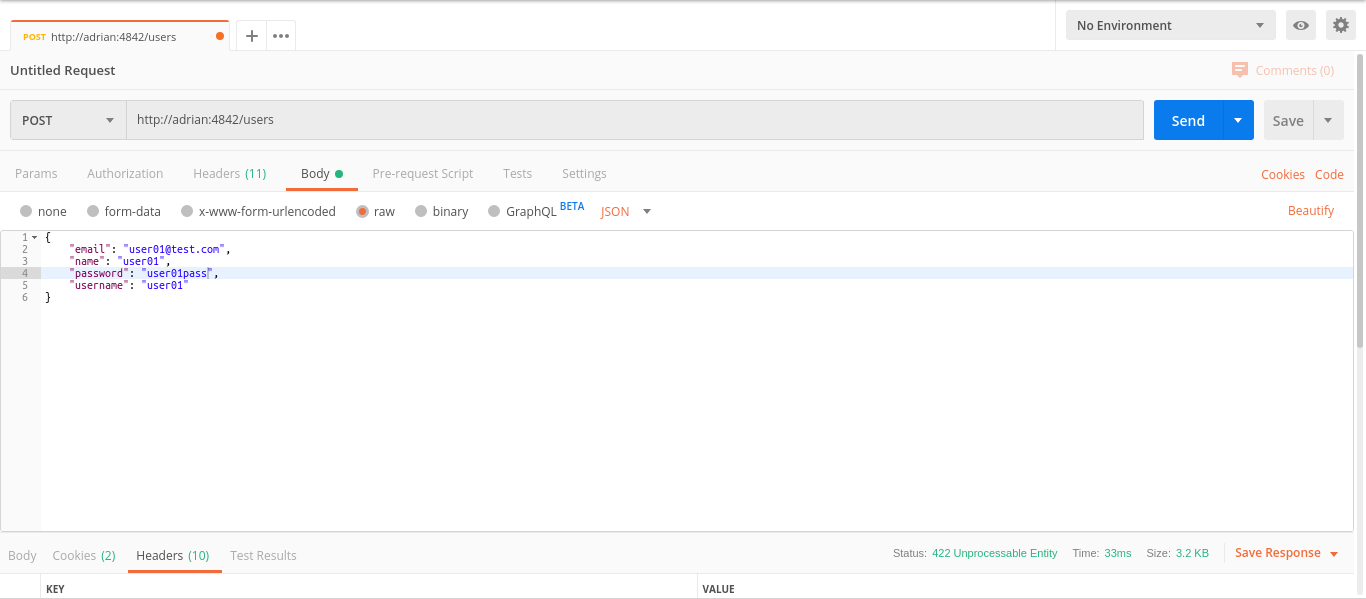 POST http://adrian:4842/users
No Environment
Untitled Request
Comments (0)
POST http://adrian:4842/users Send Save
Params Authorization Headers (11) Body Pre-request Script Tests Settings Cookies Code
none form-data x-www-form-urlencoded raw binary GraphQL BETA JSON Beautify
1 {
2 "email": "user01@test.com",
3 "name": "user01",
4 "password": "user01pass",
5 "username": "user01"
6 }
Body Cookies (2) Headers (10) Test Results Status: 422 Unprocessable Entity Time: 33ms Size: 3.2 KB Save Response
KEY VALUE